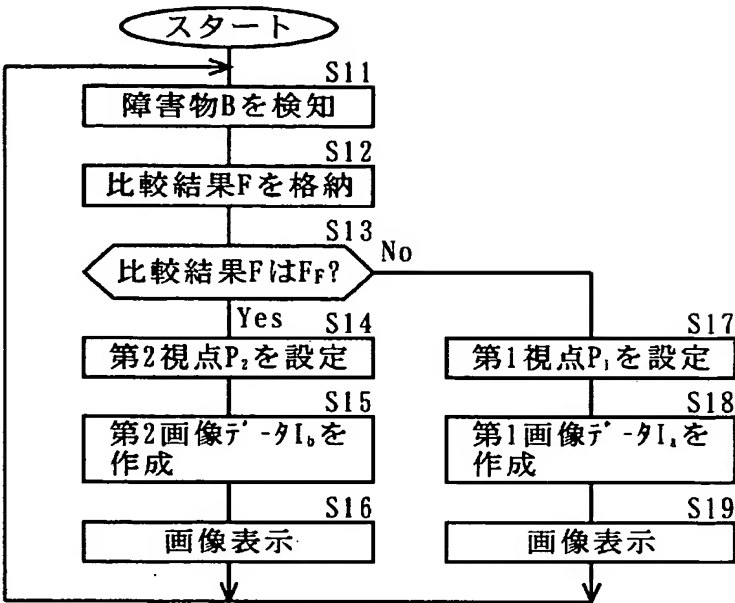 スタート
S11
障害物Bを検知
S12
比較結果Fを格納
S13
比較結果FはFF?
No
Yes
S14
第2視点P2を設定
S15
第2画像データIbを
作成
S16
画像表示
S17
第1視点P1を設定
S18
第1画像データIaを
作成
S19
画像表示